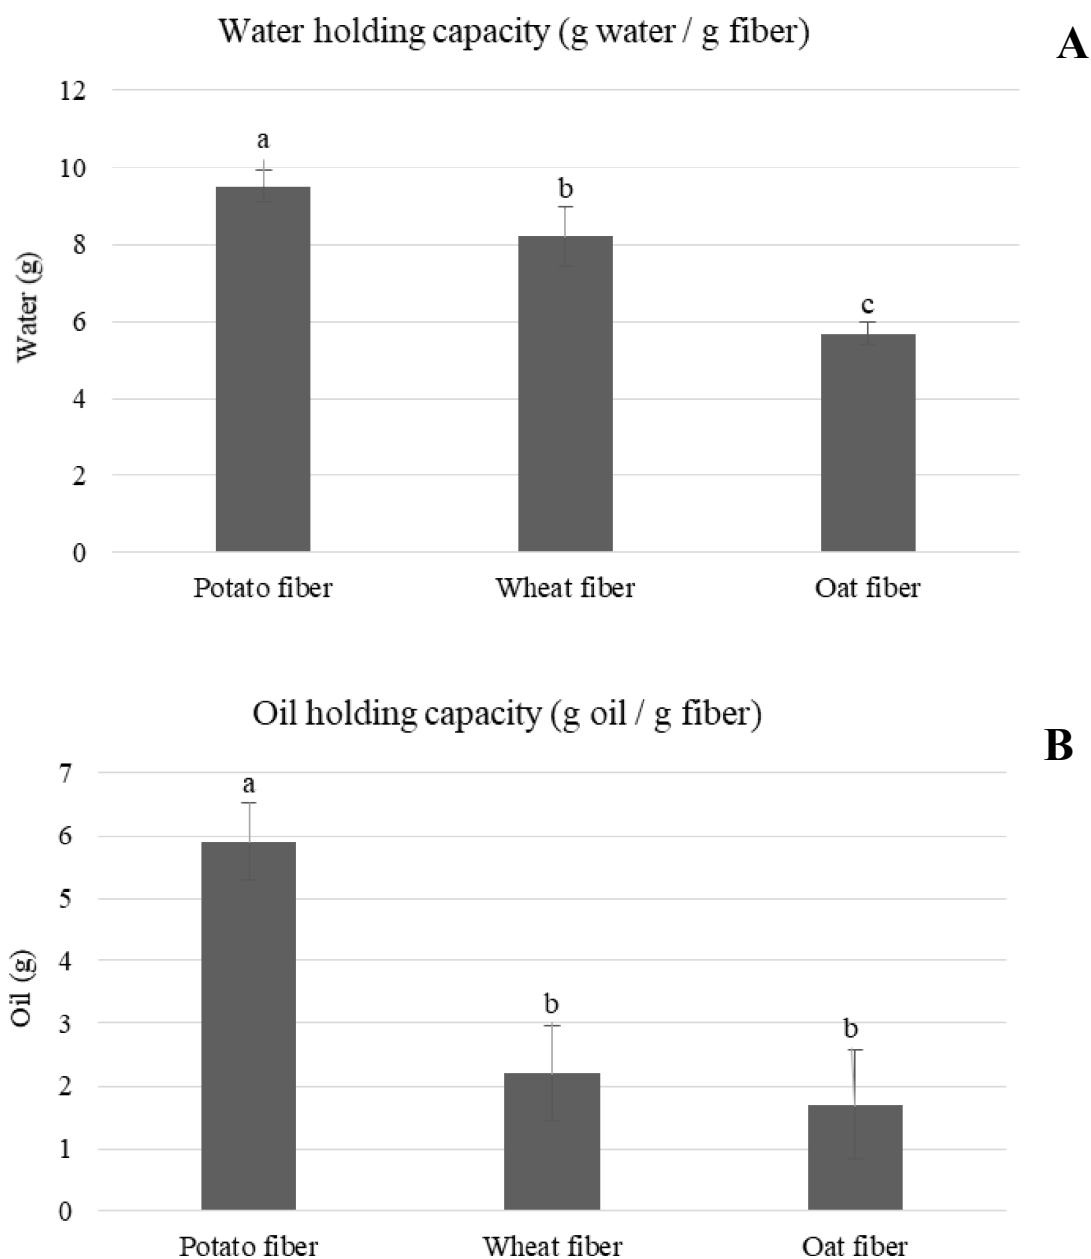 Water holding capacity (g water / g fiber)
A
12
a
10
b
8
c
6
4
2
0
Water (g)
Potato fiber Wheat fiber Oat fiber
Oil holding capacity (g oil / g fiber)
B
7
a
6
5
4
b
3
b
2
1
0
Oil (g)
Potato fiber Wheat fiber Oat fiber